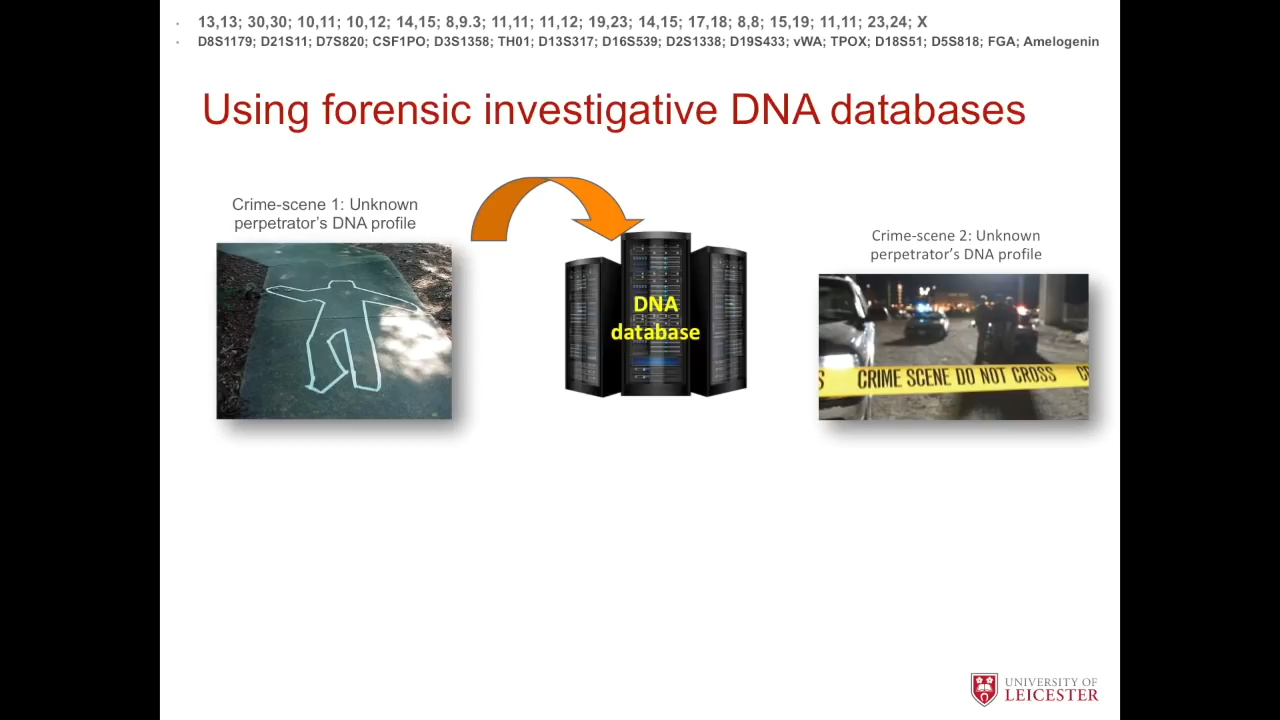 13,13; 30,30; 10,11; 10,12; 14,15; 8,9.3; 11,11; 11,12; 19,23; 14,15; 17,18; 8,8; 15,19; 11,11; 23,24; X
D8S1179; D21S11; D7S820; CSF1PO; D3S1358; TH01; D13S317; D16S539; D2S1338; D19S433; vWA; TPOX; D18S51; D5S818; FGA; Amelogenin
Using forensic investigative DNA databases
Crime-scene 1: Unknown
perpetrator's DNA profile
DNA
database
Crime-scene 2: Unknown
perpetrator's DNA profile
CRIME SCENE DO NOT CROSS
UNIVERSITY OF
LEICESTER